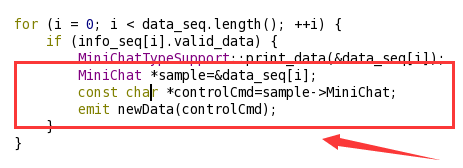 for (i = 0; i < data_seq.length(); ++i) {
if (info_seq[i].valid_data) {
MiniChatTypeSupport::print_data(&data_seq[i]);
MiniChat *sample=&data_seq[i];
const char *controlCmd=sample->MiniChat;
emit newData(controlCmd);
}
}